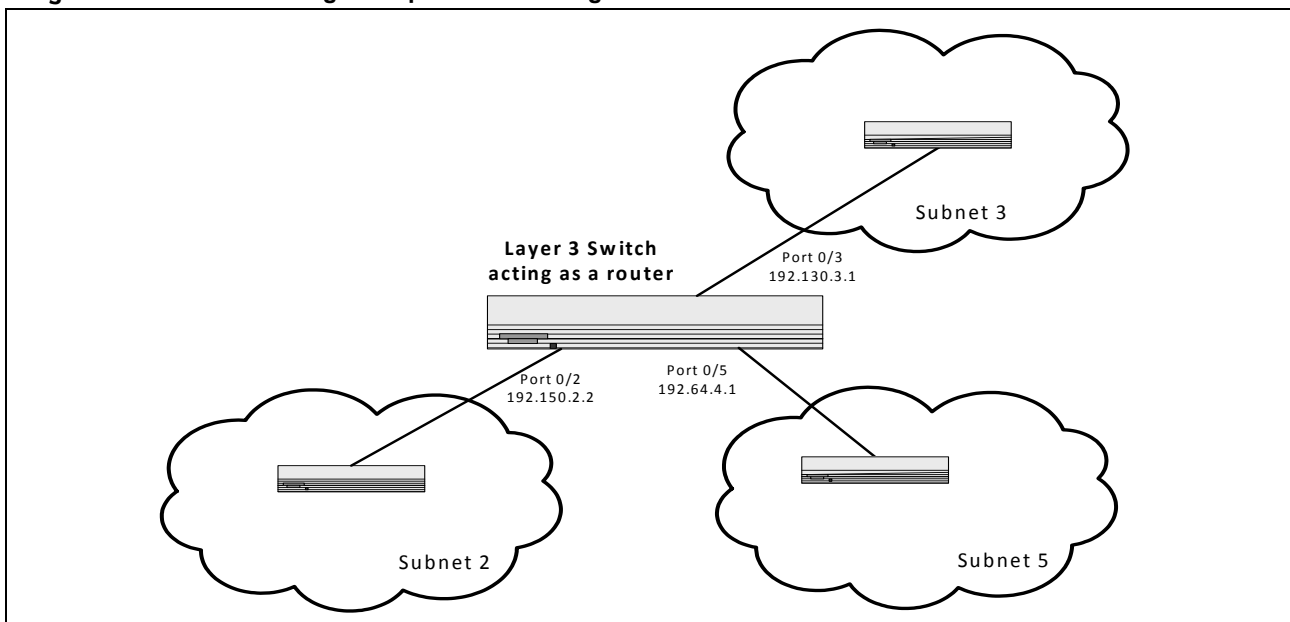 Subnet 3
Layer 3 Switch
acting as a router
Port 0/3
192.130.3.1
Port 0/2
192.150.2.2
Port 0/5
192.64.4.1
Subnet 2
Subnet 5